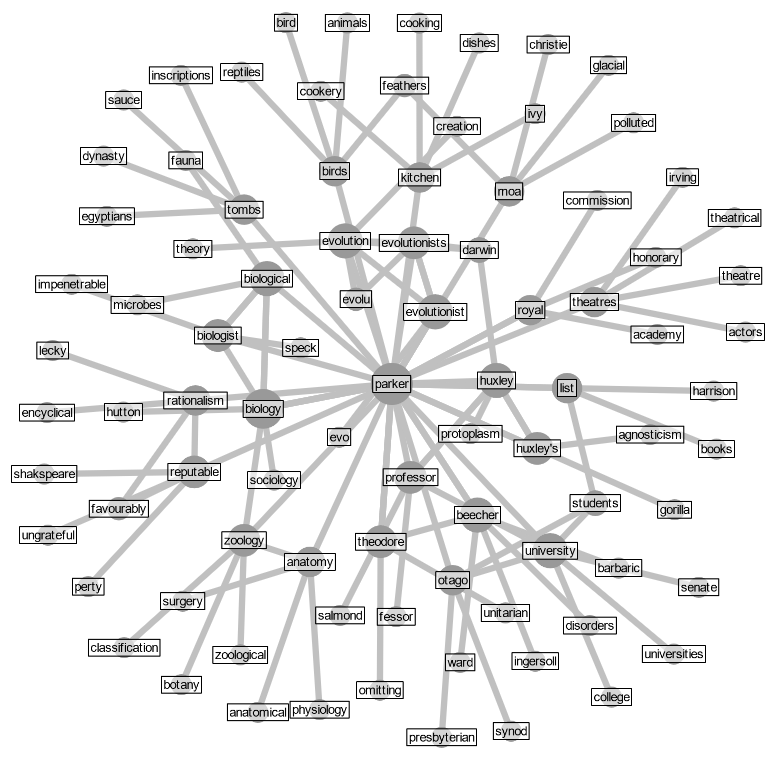 bird
animals
cooking
dishes
christie
glacial
inscriptions
reptiles
cookery
feathers
sauce
creation
ivy
polluted
dynasty
fauna
birds
kitchen
moa
irving
commission
egyptians
tombs
theatrical
theory
evolution
evolutionists
darwin
honorary
impenetrable
biological
theatre
microbes
evolu
evolutionist
royal
theatres
biologist
speck
academy
actors
lecky
parker
huxley
list
harrison
encyclical
hutton
rationalism
biology
evo
protoplasm
huxley's
agnosticism
books
shakspeare
reputable
sociology
professor
favourably
students
gorilla
ungrateful
zoology
theodore
beecher
university
anatomy
perty
surgery
otago
barbaric
senate
salmond
fessor
unitarian
disorders
classification
zoological
ward
ingersoll
universities
botany
omitting
college
anatomical
physiology
presbyterian
synod